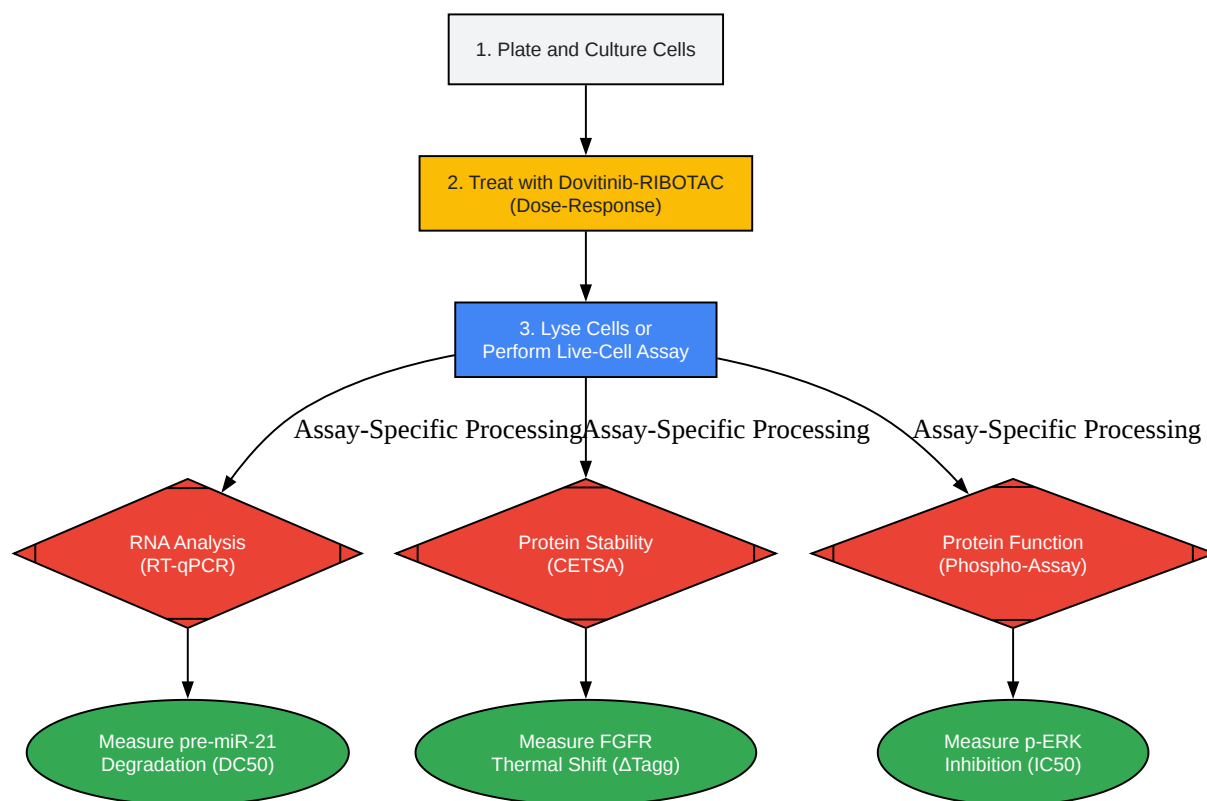 1. Plate and Culture Cells
2. Treat with Dovitinib-RIBOTAC
(Dose-Response)
3. Lyse Cells or
Perform Live-Cell Assay
Assay-Specific Processing
Assay-Specific Processing
Assay-Specific Processing
RNA Analysis
(RT-qPCR)
Protein Stability
(CETSA)
Protein Function
(Phospho-Assay)
Measure pre-miR-21
Degradation (DC50)
Measure FGFR
Thermal Shift (ΔTagg)
Measure p-ERK
Inhibition (IC50)